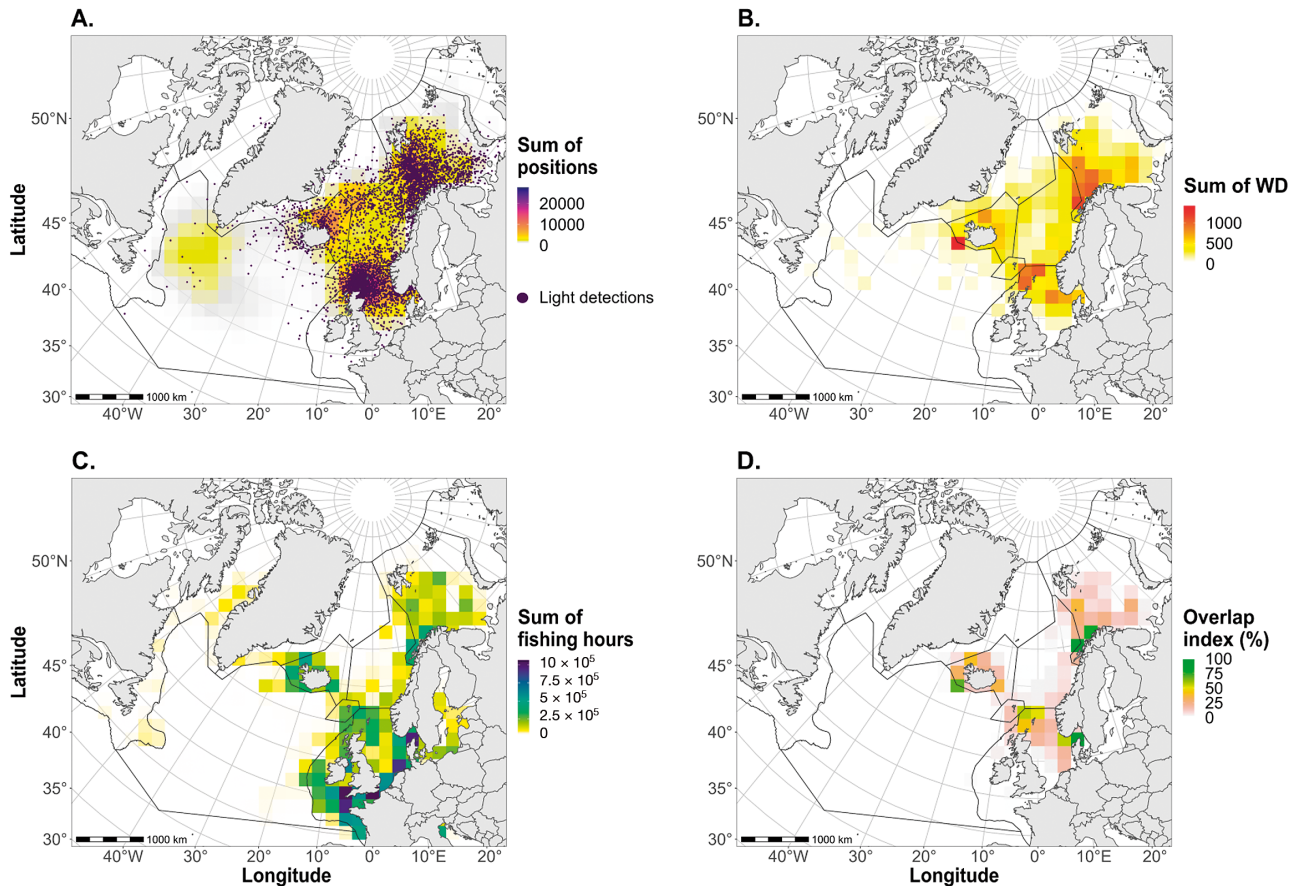 A.
50°N
45°
40°
35°
30°
Latitude
40°W
30°
20°
10°
0°
10°E
20°
1000 km
Sum of
positions
20000
10000
0
Light detections
B.
50°N
45°
40°
35°
30°
40°W
30°
20°
10°
0°
10°E
20°
1000 km
Sum of WD
1000
500
0
C.
50°N
45°
40°
35°
30°
Latitude
40°W
30°
20°
10°
0°
10°E
20°
Longitude
1000 km
Sum of
fishing hours
10 × 10⁵
7.5 × 10⁵
5 × 10⁵
2.5 × 10⁵
0
D.
50°N
45°
40°
35°
30°
40°W
30°
20°
10°
0°
10°E
20°
Longitude
1000 km
Overlap
index (%)
100
75
50
25
0